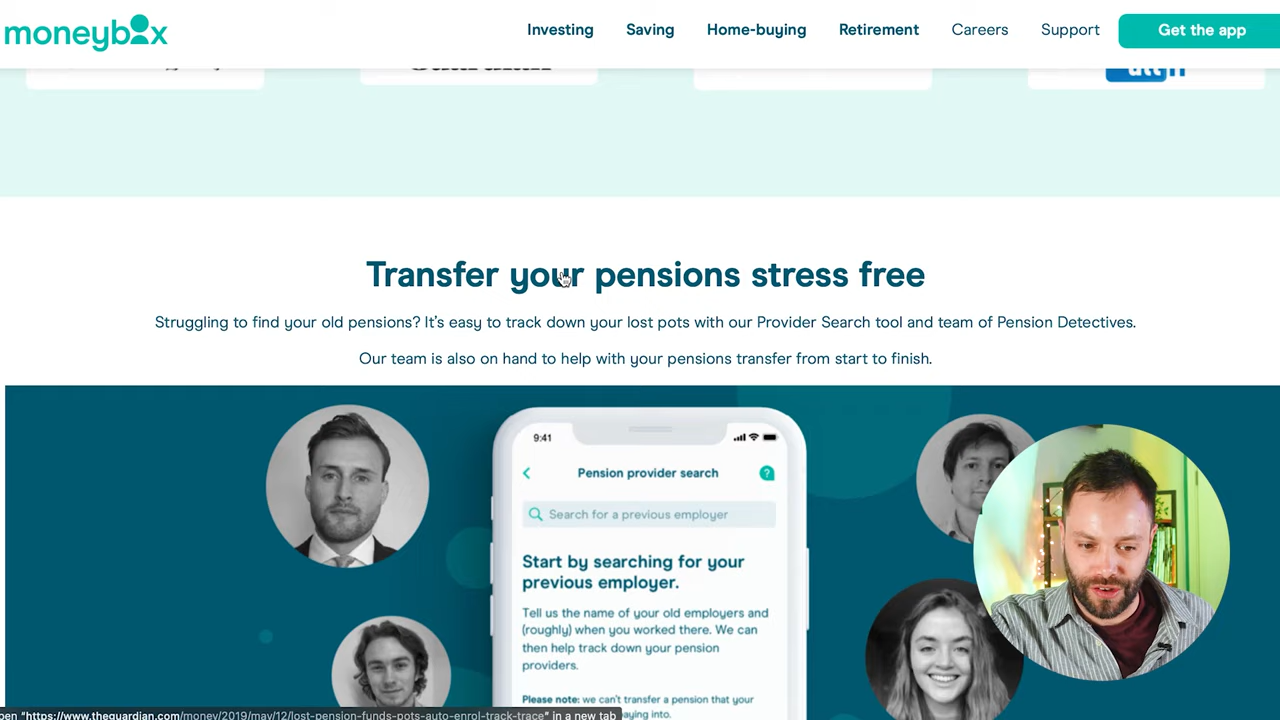 moneybox
Investing Saving Home-buying Retirement Careers Support Get the app
Transfer your pensions stress free
Struggling to find your old pensions? It's easy to track down your lost pots with our Provider Search tool and team of Pension Detectives.
Our team is also on hand to help with your pensions transfer from start to finish.
9:41
Pension provider search
?
Search for a previous employer
Start by searching for your
previous employer.
Tell us the name of your old employers and
(roughly) when you worked there. We can
then help track down your pension
providers.
Please note: we can't transfer a pension that your
paying into.
"https://www.theguardian.com/money/2019/may/12/lost-pension-funds-pots-auto-enrol-track-trace" in a new tab